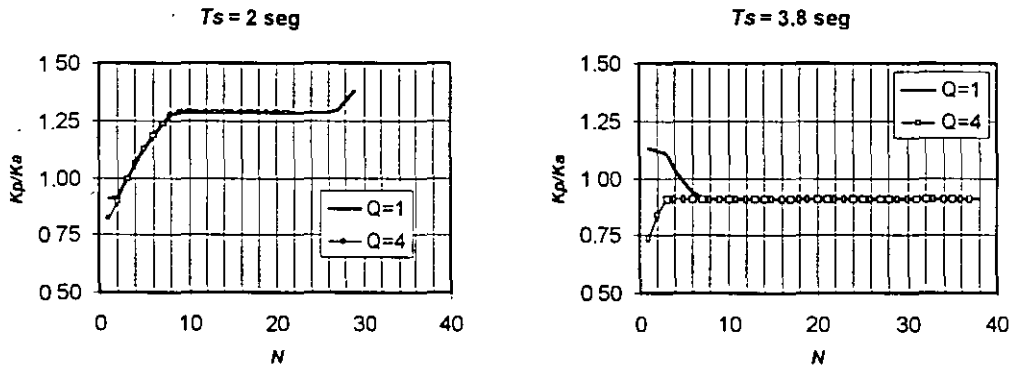 Ts = 2 seg
1 50
1.25
1.00
0.75
0 50
Kp/Ka
Q=1
Q=4
0 10 20 30 40
N
Ts = 3.8 seg
1 50
1.25
1.00
0.75
0 50
Kp/Ka
Q=1
Q=4
0 10 20 30 40
N